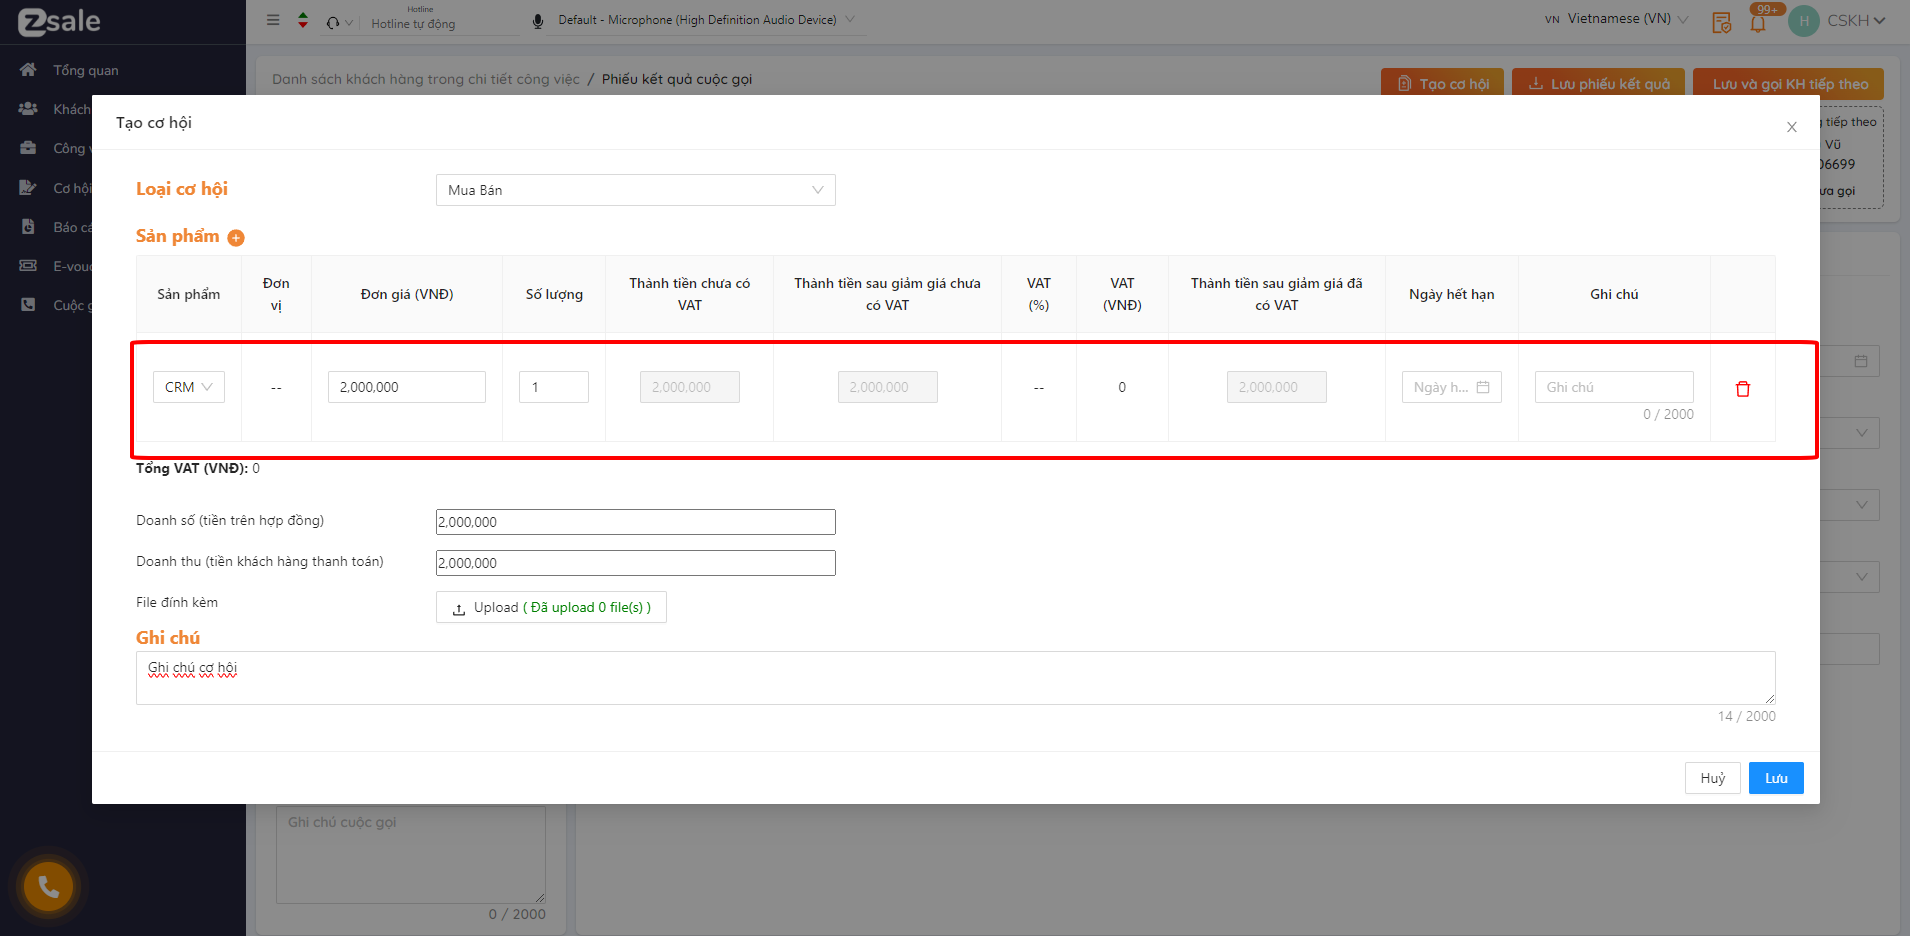 Zsale
Hotline
Hotline tự động
Default - Microphone (High Definition Audio Device)
VN Vietnamese (VN)
99+
H CSKH
Tổng quan
Khách
Công v
Cơ hội
Báo cá
E-vouc
Cuộc g
Danh sách khách hàng trong chi tiết công việc / Phiếu kết quả cuộc gọi
Tạo cơ hội
Lưu phiếu kết quả
Lưu và gọi KH tiếp theo
tiếp theo
Vũ
06699
ưa gọi
Tạo cơ hội
Loại cơ hội
Mua Bán
Sản phẩm
Sản phẩm
Đơn vị
Đơn giá (VNĐ)
Số lượng
Thành tiền chưa có VAT
Thành tiền sau giảm giá chưa có VAT
VAT (%)
VAT (VNĐ)
Thành tiền sau giảm giá đã có VAT
Ngày hết hạn
Ghi chú
CRM
--
2,000,000
1
2,000,000
2,000,000
--
0
2,000,000
Ngày h...
Ghi chú
0 / 2000
Tổng VAT (VNĐ): 0
Doanh số (tiền trên hợp đồng)
2,000,000
Doanh thu (tiền khách hàng thanh toán)
2,000,000
File đính kèm
Upload ( Đã upload 0 file(s) )
Ghi chú
Ghi chú cơ hội
14 / 2000
Huỷ
Lưu
Ghi chú cuộc gọi
0 / 2000